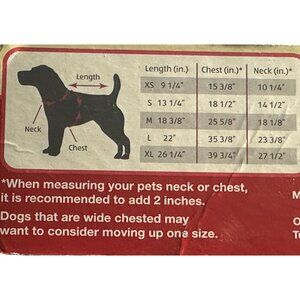 Length (in.) Chest (in.)* Neck (in.)*
XS 9 1/4" 15 3/8" 10 1/4"
S 13 1/4" 18 1/2" 14 1/2"
M 18 3/8" 25 5/8" 18 1/8"
L 22" 35 3/8" 23 3/8"
XL 26 1/4" 39 3/4" 27 1/2"
Length
Neck
Chest
*When measuring your pets neck or chest,
it is recommended to add 2 inches.
Dogs that are wide chested may
want to consider moving up one size.
M
O